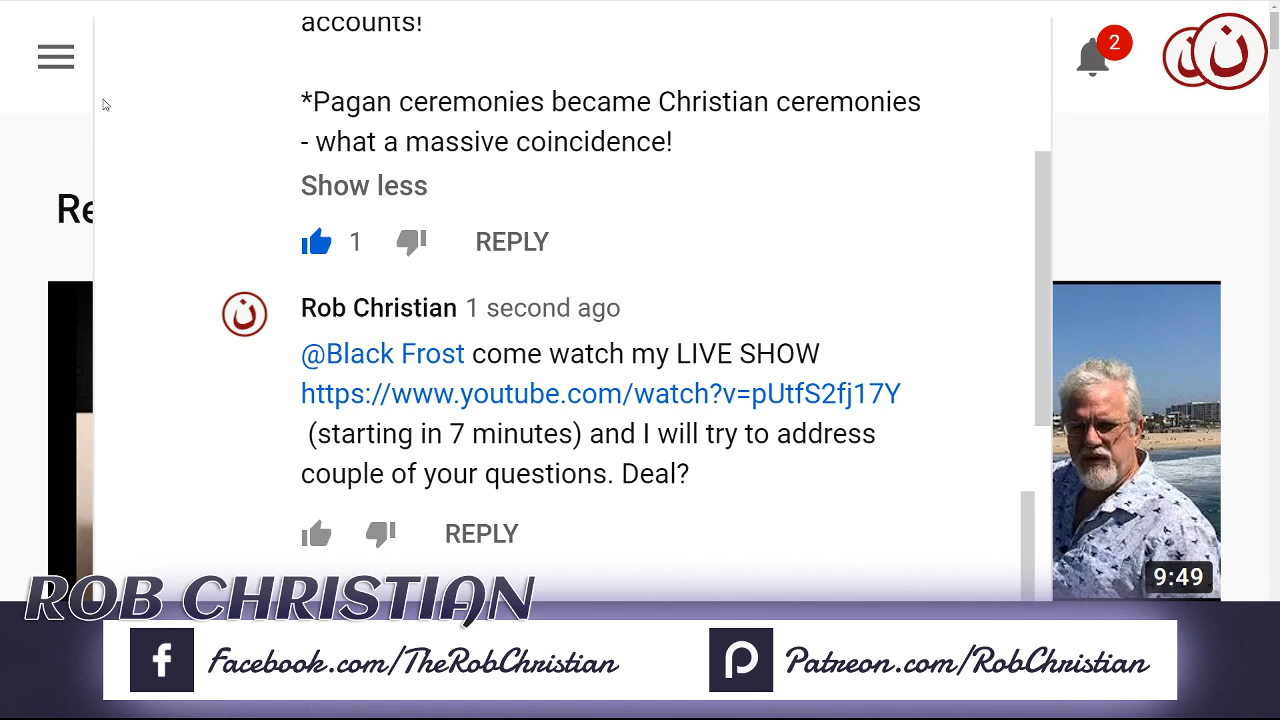 accounts!
2
ن
ن
*Pagan ceremonies became Christian ceremonies
- what a massive coincidence!
Show less
Re
1 REPLY
ن
Rob Christian 1 second ago
@Black Frost come watch my LIVE SHOW
https://www.youtube.com/watch?v=pUtfS2fj17Y
(starting in 7 minutes) and I will try to address
couple of your questions. Deal?
REPLY
9:49
ROB CHRISTIAN
f Facebook.com/TheRobChristian
Patreon.com/RobChristian